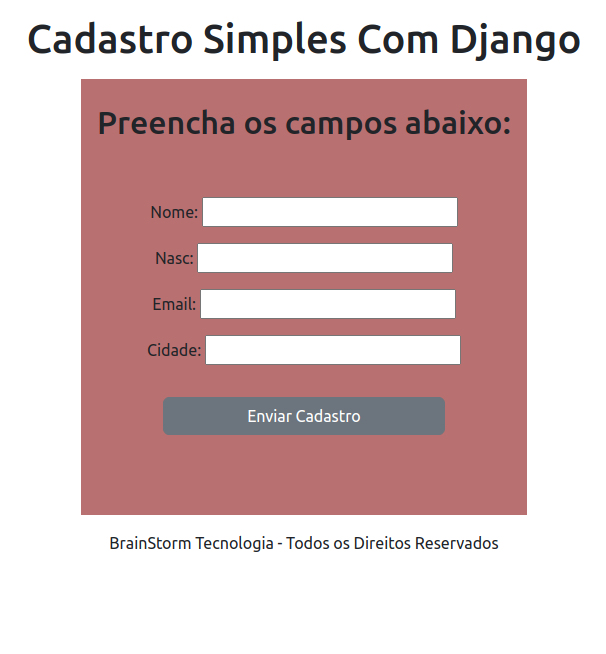 Cadastro Simples Com Django
Preencha os campos abaixo:
Nome:
Nasc:
Email:
Cidade:
Enviar Cadastro
BrainStorm Tecnologia - Todos os Direitos Reservados